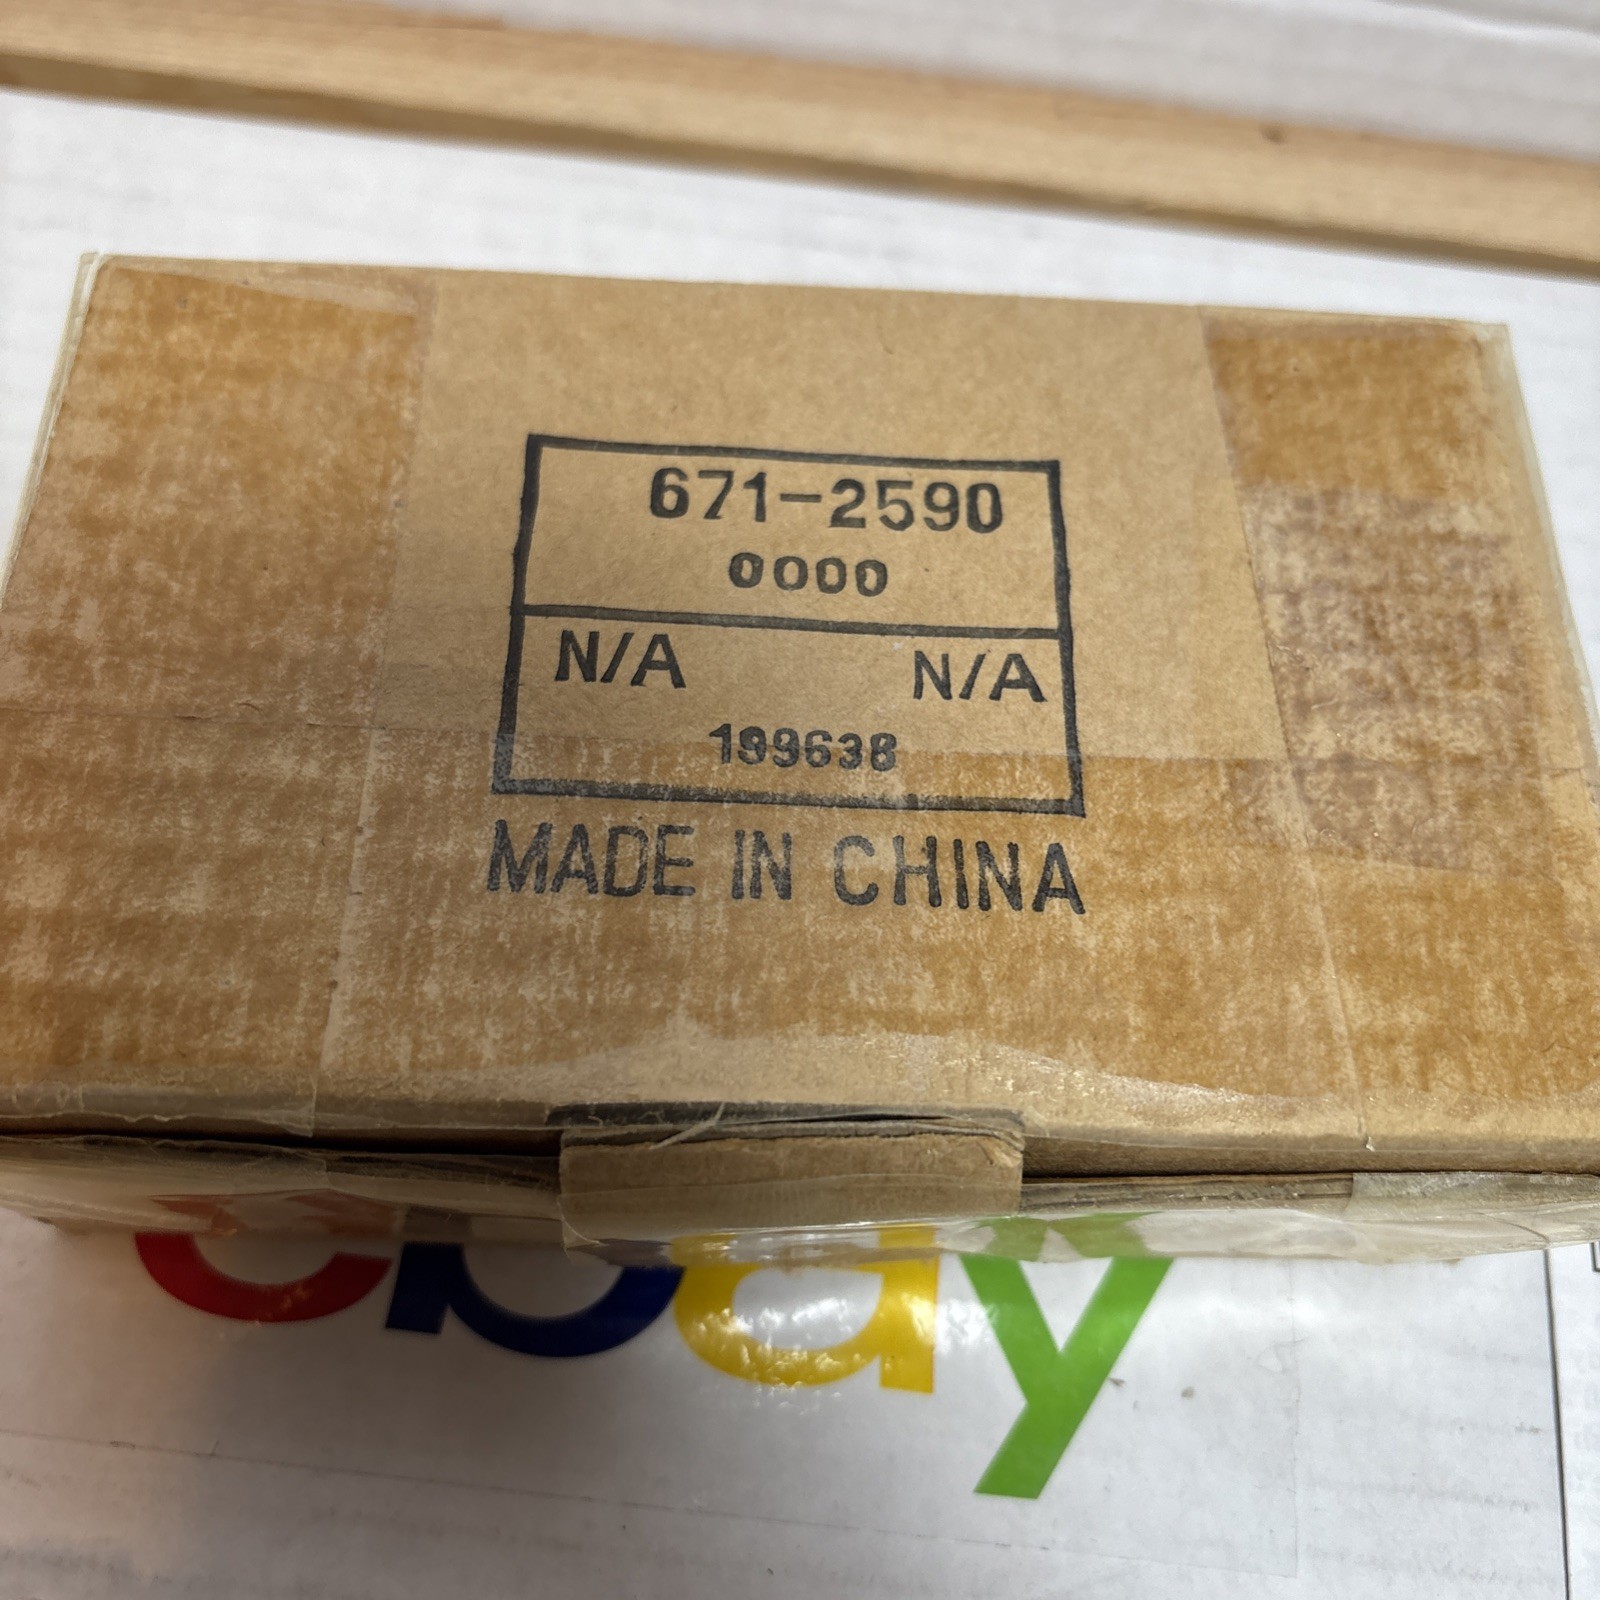 671-2590
0000
N/A N/A
199638
MADE IN CHINA
ebay